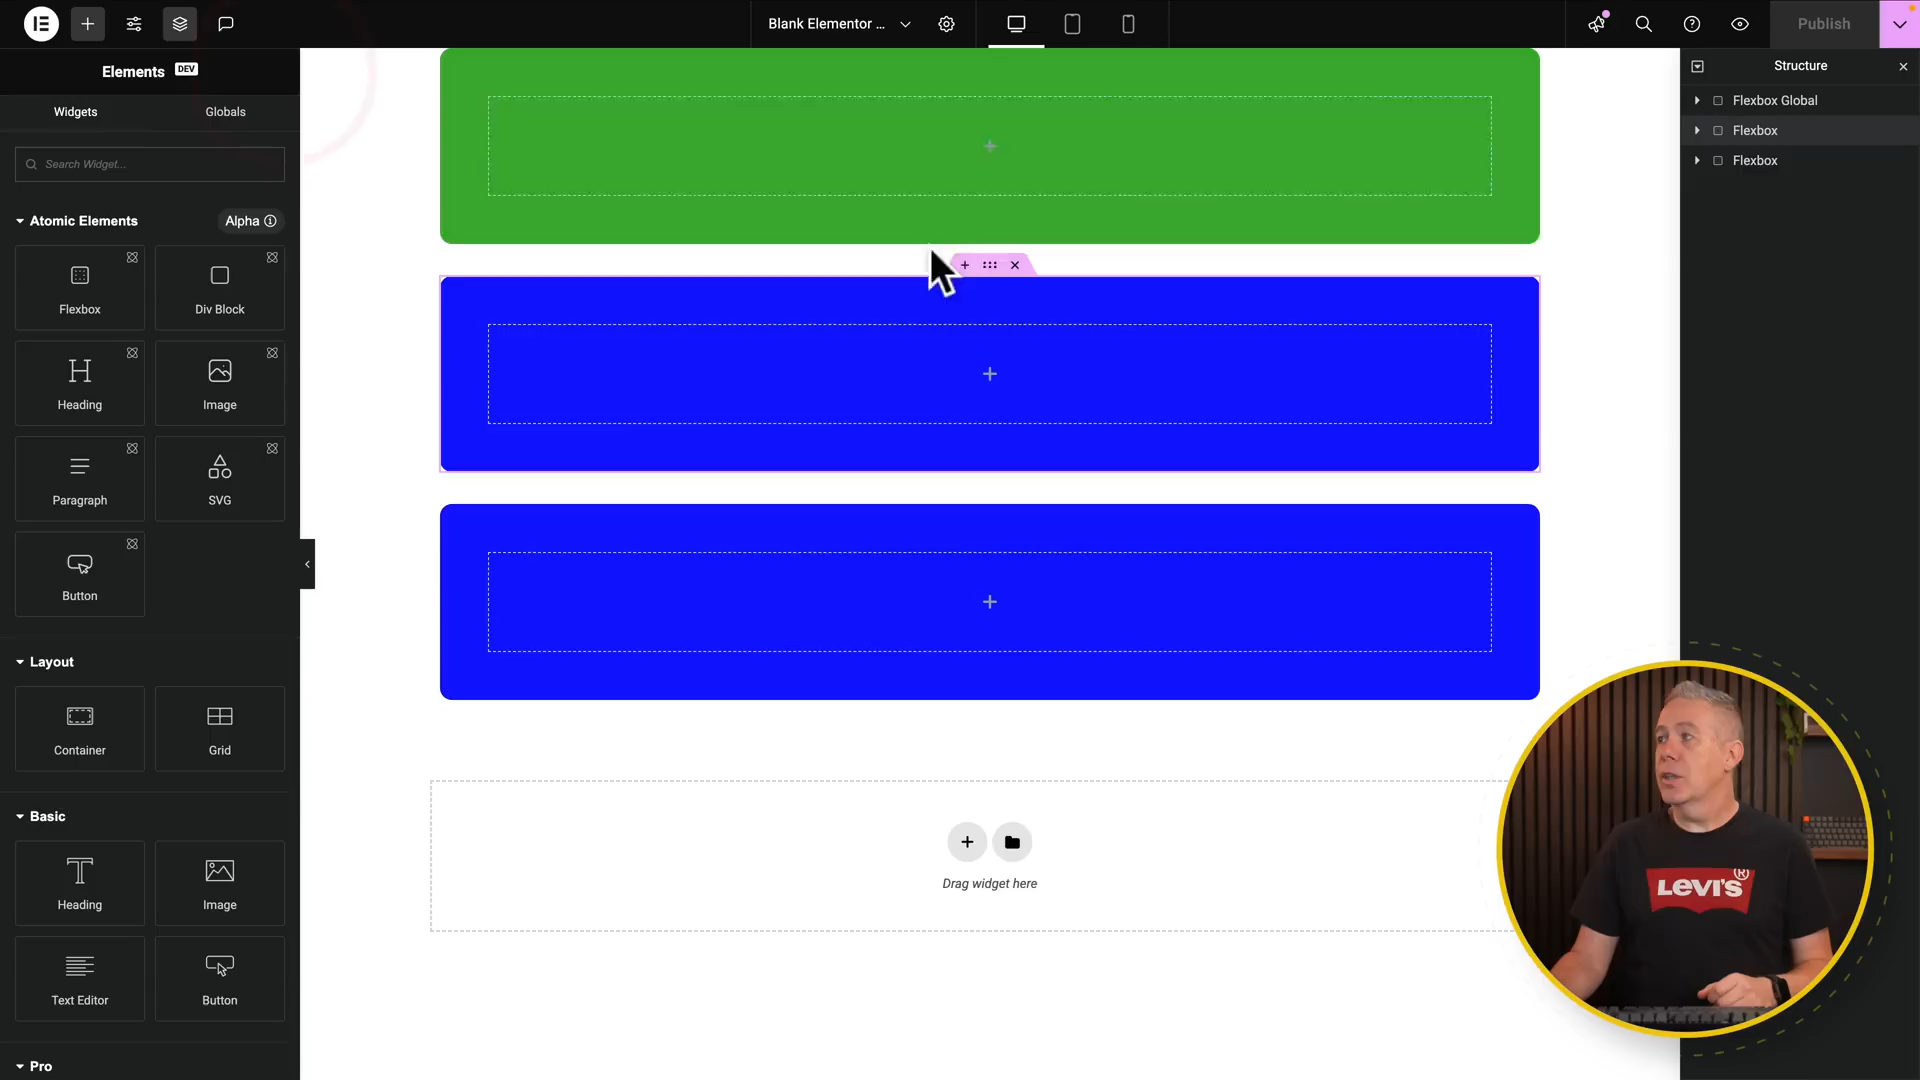 Blank Elementor ...
Publish
Elements DEV
Widgets
Globals
Search Widget...
Atomic Elements
Alpha
Flexbox
Div Block
Heading
Image
Paragraph
SVG
Button
Layout
Container
Grid
Basic
Heading
Image
Text Editor
Button
Pro
Drag widget here
Structure
Flexbox Global
Flexbox
Flexbox
LEVI'S®